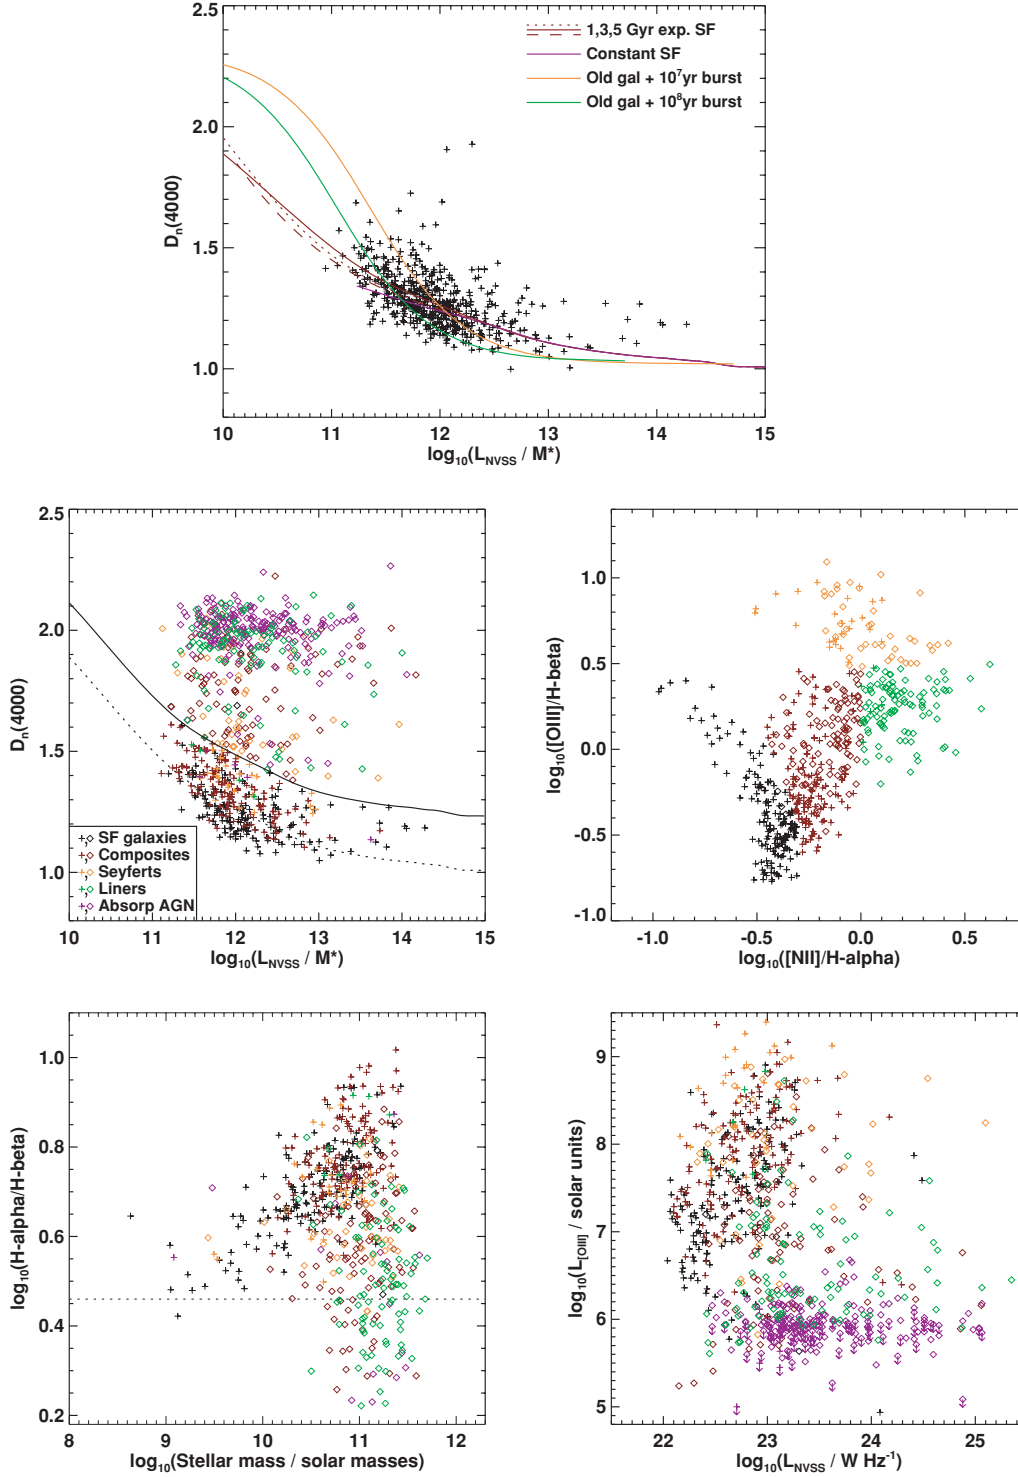 2.5
2.0
1.5
1.0
Dₙ(4000)
1,3,5 Gyr exp. SF
Constant SF
Old gal + 10⁷yr burst
Old gal + 10⁸yr burst
10 11 12 13 14 15
log₁₀(L_NVSS / M*)
2.5
2.0
1.5
1.0
Dₙ(4000)
SF galaxies
Composites
Seyferts
Liners
Absorp AGN
10 11 12 13 14 15
log₁₀(L_NVSS / M*)
1.0
0.5
0.0
-0.5
-1.0
log₁₀([OIII]/H-beta)
-1.0 -0.5 0.0 0.5
log₁₀([NII]/H-alpha)
1.0
0.8
0.6
0.4
0.2
log₁₀(H-alpha/H-beta)
8 9 10 11 12
log₁₀(Stellar mass / solar masses)
9
8
7
6
5
log₁₀(L_[OIII] / solar units)
22 23 24 25
log₁₀(L_NVSS / W Hz⁻¹)